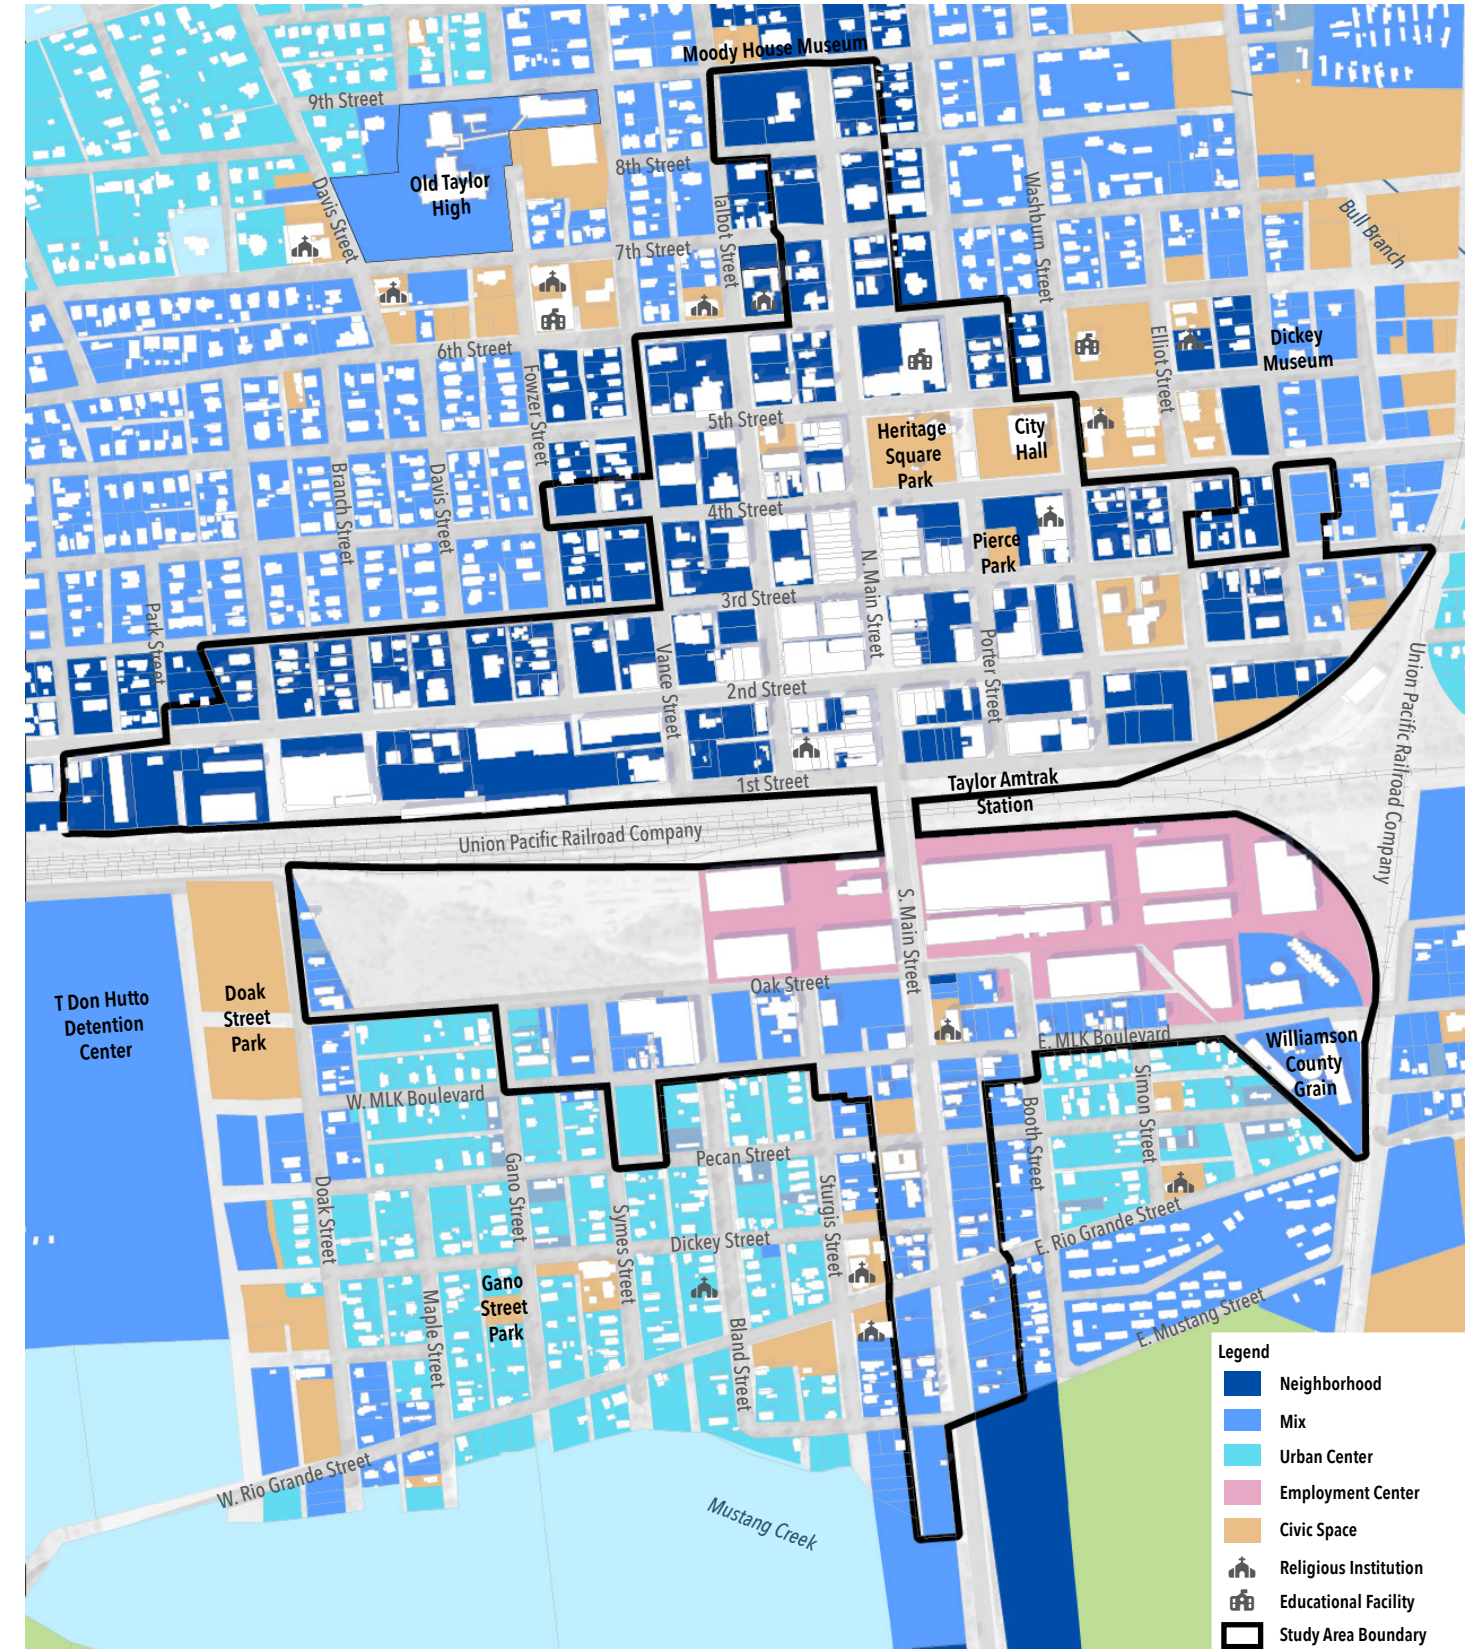 Moody House Museum
9th Street
8th Street
Old Taylor
High
Davis Street
Talbot Street
Washburn Street
Bull Branch
7th Street
6th Street
Elliot Street
Dickey
Museum
Fowzer Street
5th Street
Heritage
Square
Park
City
Hall
Branch Street
Davis Street
4th Street
N. Main Street
Pierce
Park
3rd Street
Park Street
Vance Street
Porter Street
Union Pacific Railroad Company
2nd Street
1st Street
Taylor Amtrak
Station
Union Pacific Railroad Company
S. Main Street
Oak Street
T Don Hutto
Detention
Center
Doak
Street
Park
E. MLK Boulevard
Williamson
County
Grain
W. MLK Boulevard
Simon Street
Booth Street
Pecan Street
Gano Street
Doak Street
Sturgis Street
Symes Street
Dickey Street
E. Rio Grande Street
Gano
Street
Park
Maple Street
Bland Street
E. Mustang Street
W. Rio Grande Street
Mustang Creek
Legend
Neighborhood
Mix
Urban Center
Employment Center
Civic Space
Religious Institution
Educational Facility
Study Area Boundary